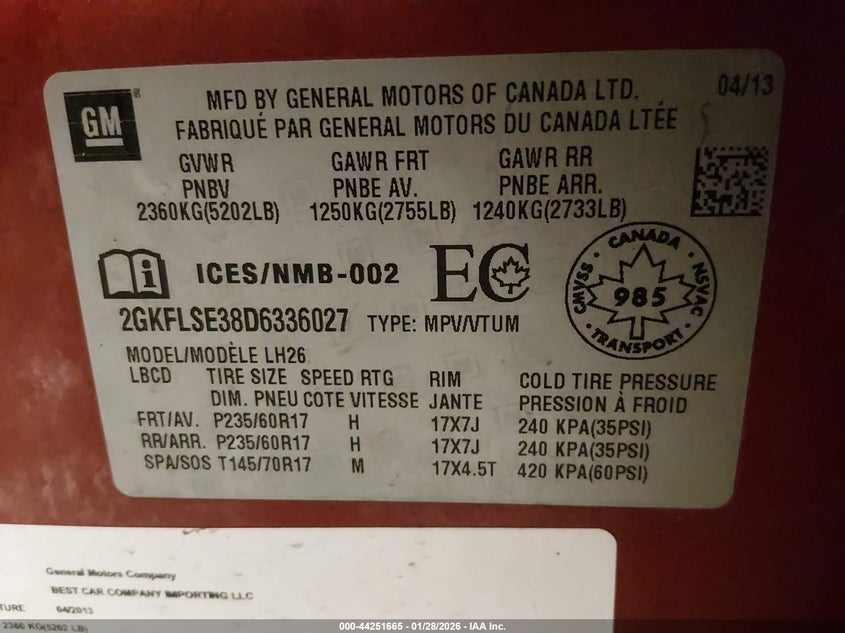 GM
MFD BY GENERAL MOTORS OF CANADA LTD. 04/13
FABRIQUÉ PAR GENERAL MOTORS DU CANADA LTÉE
GVWR GAWR FRT GAWR RR
PNBV PNBE AV. PNBE ARR.
2360KG(5202LB) 1250KG(2755LB) 1240KG(2733LB)
ICES/NMB-002 EC
CANADA
CMVSS 985 NSVAC
TRANSPORT
2GKFLSE38D6336027 TYPE: MPV/VTUM
MODEL/MODÈLE LH26
LBCD TIRE SIZE SPEED RTG RIM COLD TIRE PRESSURE
DIM. PNEU COTE VITESSE JANTE PRESSION À FROID
FRT/AV. P235/60R17 H 17X7J 240 KPA(35PSI)
RR/ARR. P235/60R17 H 17X7J 240 KPA(35PSI)
SPA/SOS T145/70R17 M 17X4.5T 420 KPA(60PSI)
General Motors Company
BEST CAR COMPANY IMPORTING LLC
TURE 04/2013
2360 KG(5202 LB)
000-44251665 - 01/28/2026 - IAA Inc.